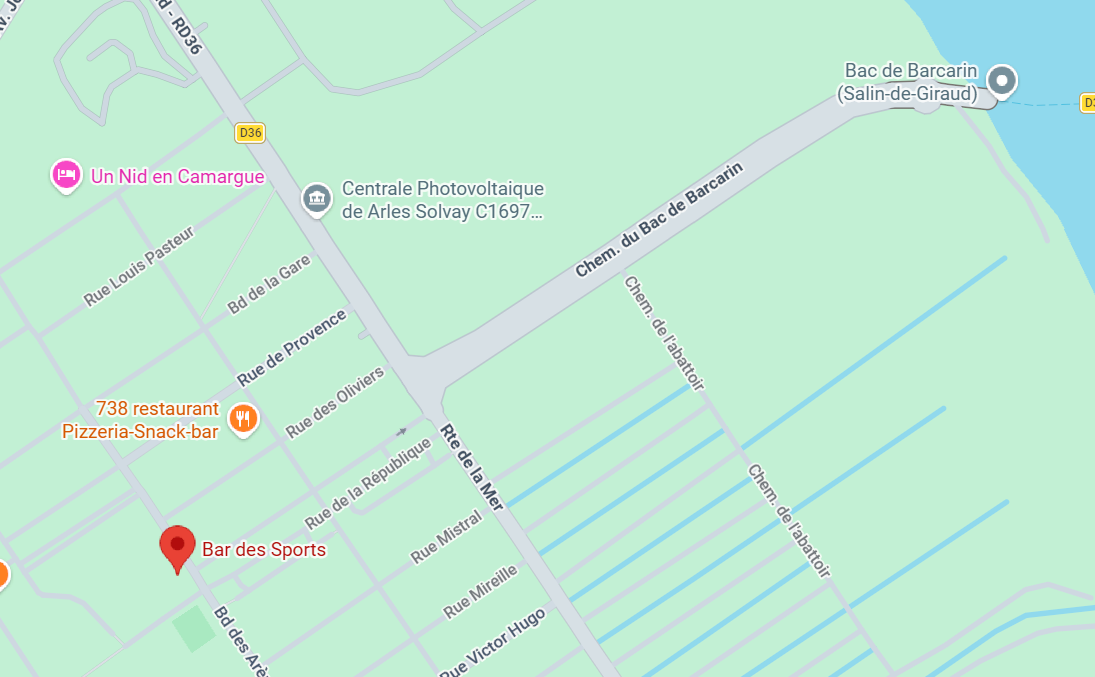 d - RD36
Bac de Barcarin
(Salin-de-Giraud)
D36
Un Nid en Camargue
Centrale Photovoltaique
de Arles Solvay C1697...
Chem. du Bac de Barcarin
Rue Louis Pasteur
Bd de la Gare
Chem. de l'abattoir
Rue de Provence
Rue des Oliviers
738 restaurant
Pizzeria-Snack-bar
Rte de la Mer
Rue de la République
Chem. de l'abattoir
Rue Mistral
Bar des Sports
Rue Mireille
Bd des Arè
Rue Victor Hugo